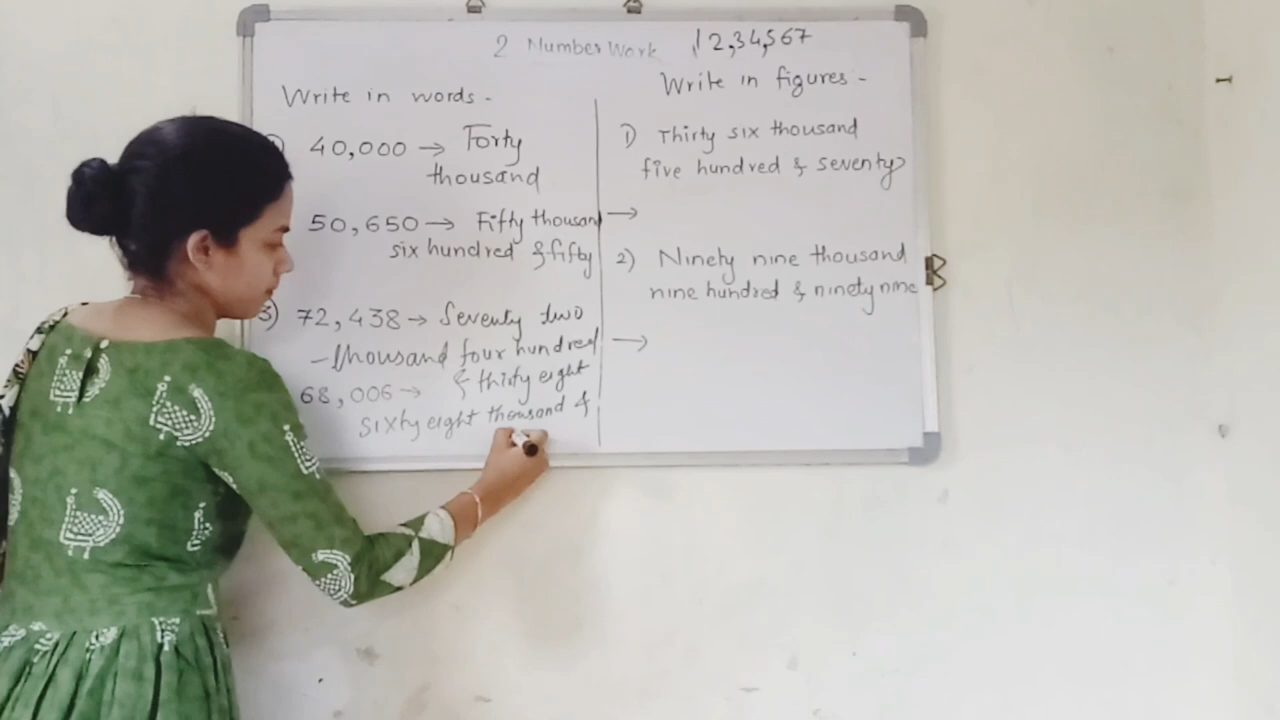 2 Number Work
12,34,567
Write in words -
40,000 → Forty
thousand
50,650 → Fifty thousand
six hundred & fifty
3) 72,438 → Seventy two
thousand four hundred
& thirty eight
68,006 →
sixty eight thousand &
Write in figures -
1) Thirty six thousand
five hundred & seventy
→
2) Ninety nine thousand
nine hundred & ninety nine
→